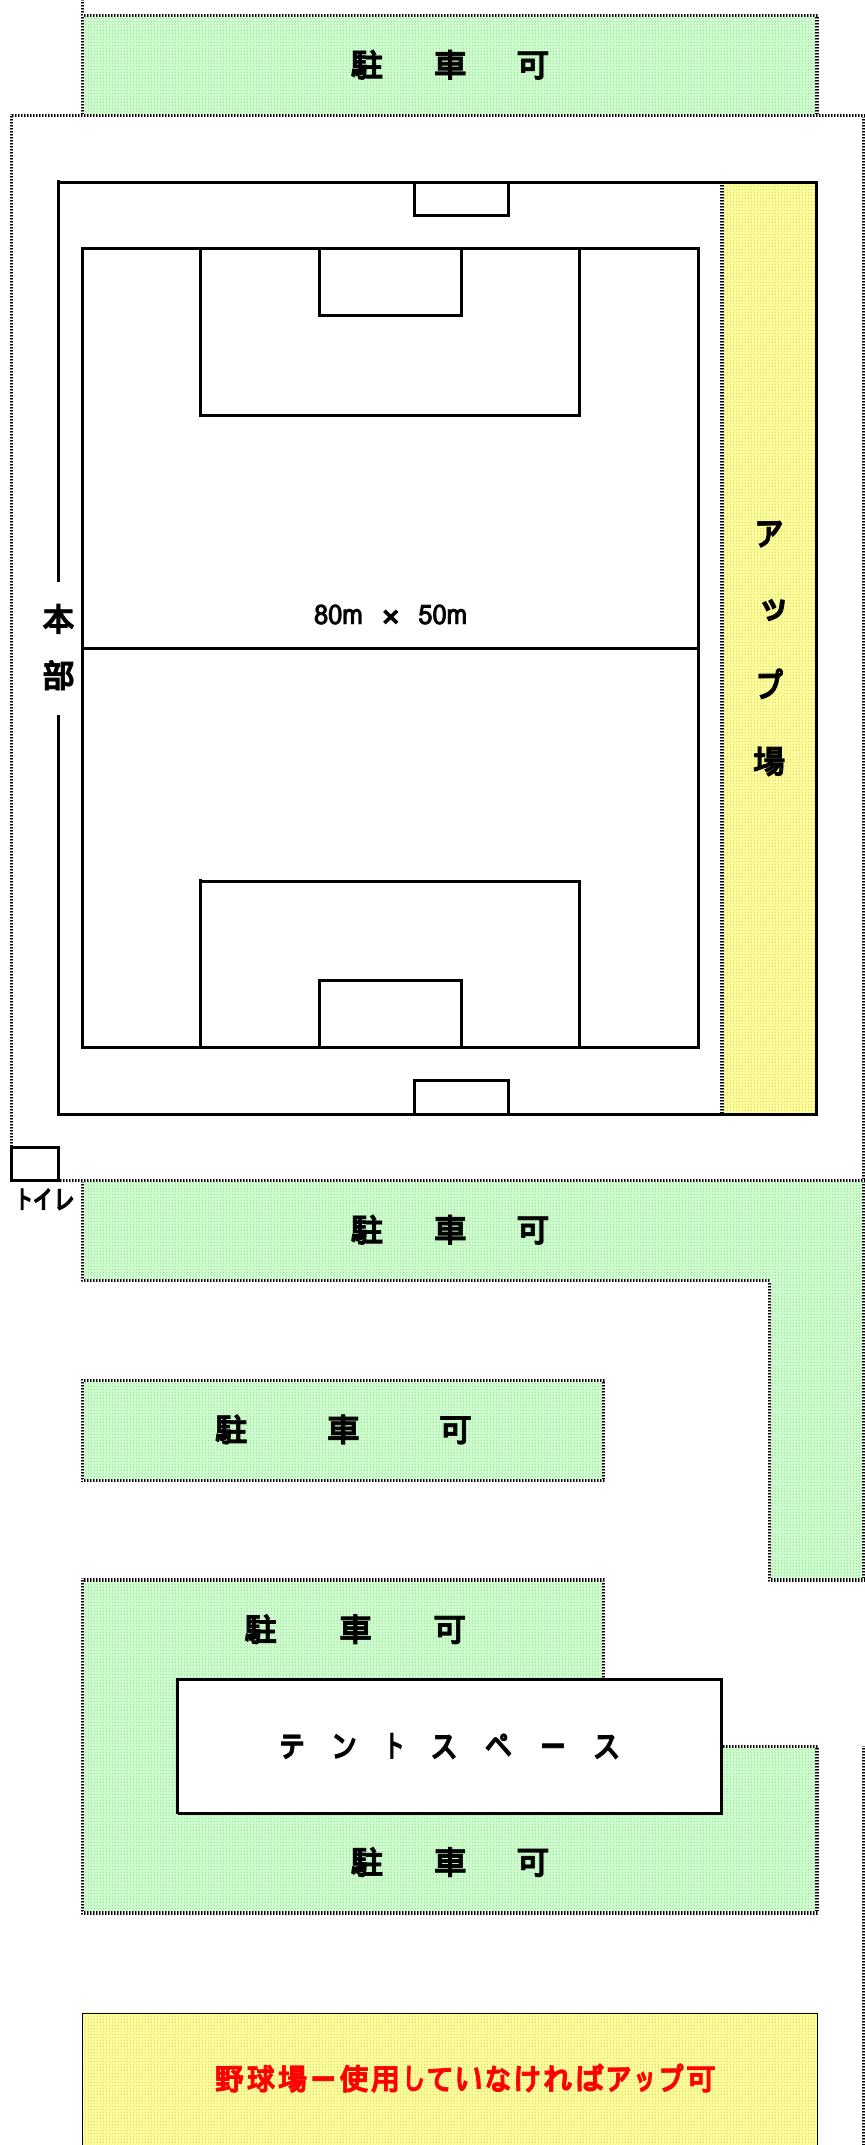 駐車可
アップ場
80m × 50m
本部
トイレ
駐車可
駐車可
駐車可
テントスペース
駐車可
野球場－使用していなければアップ可